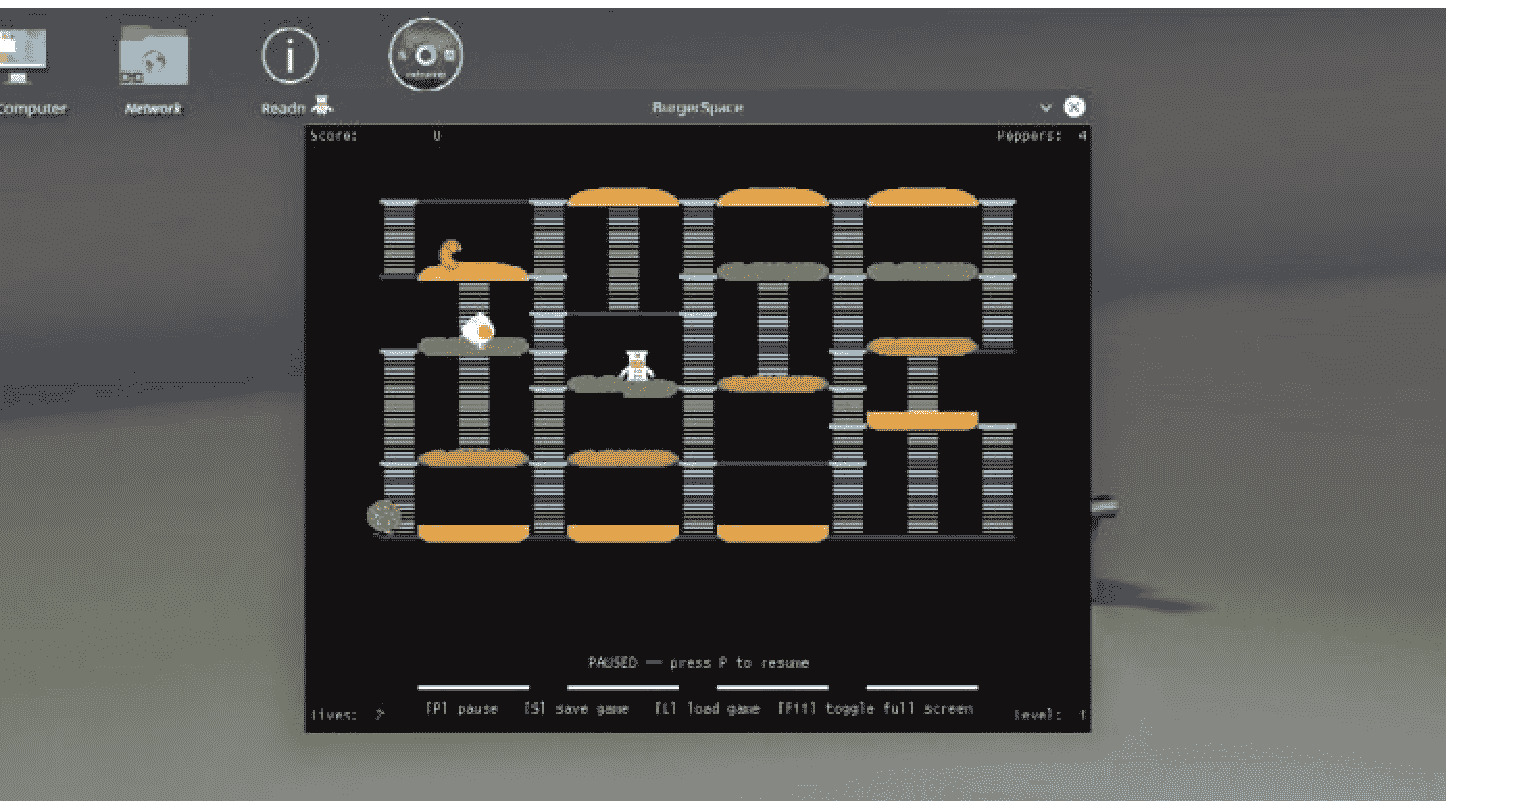 Computer
Network
Readn
BurgerSpace
Score: 0
Peppers: 4
PAUSED — press P to resume
[P] pause [S] save game [L] load game [F11] toggle full screen
Lives:
Level: 1